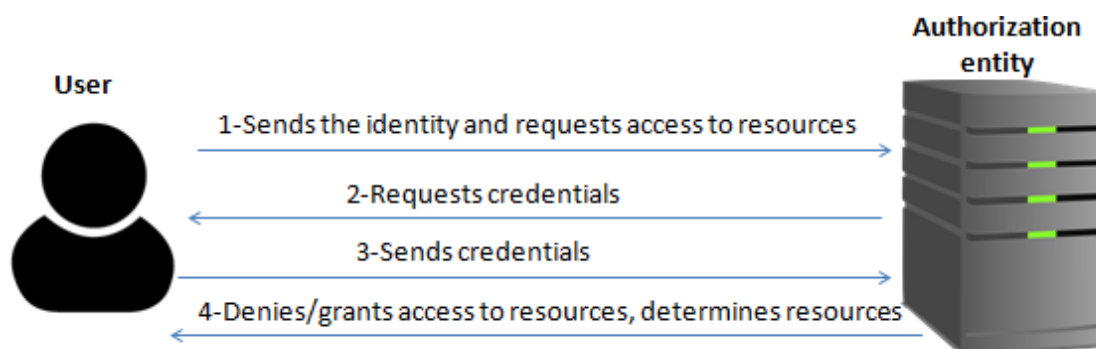 Authorization
entity
User
1-Sends the identity and requests access to resources
2-Requests credentials
3-Sends credentials
4-Denies/grants access to resources, determines resources